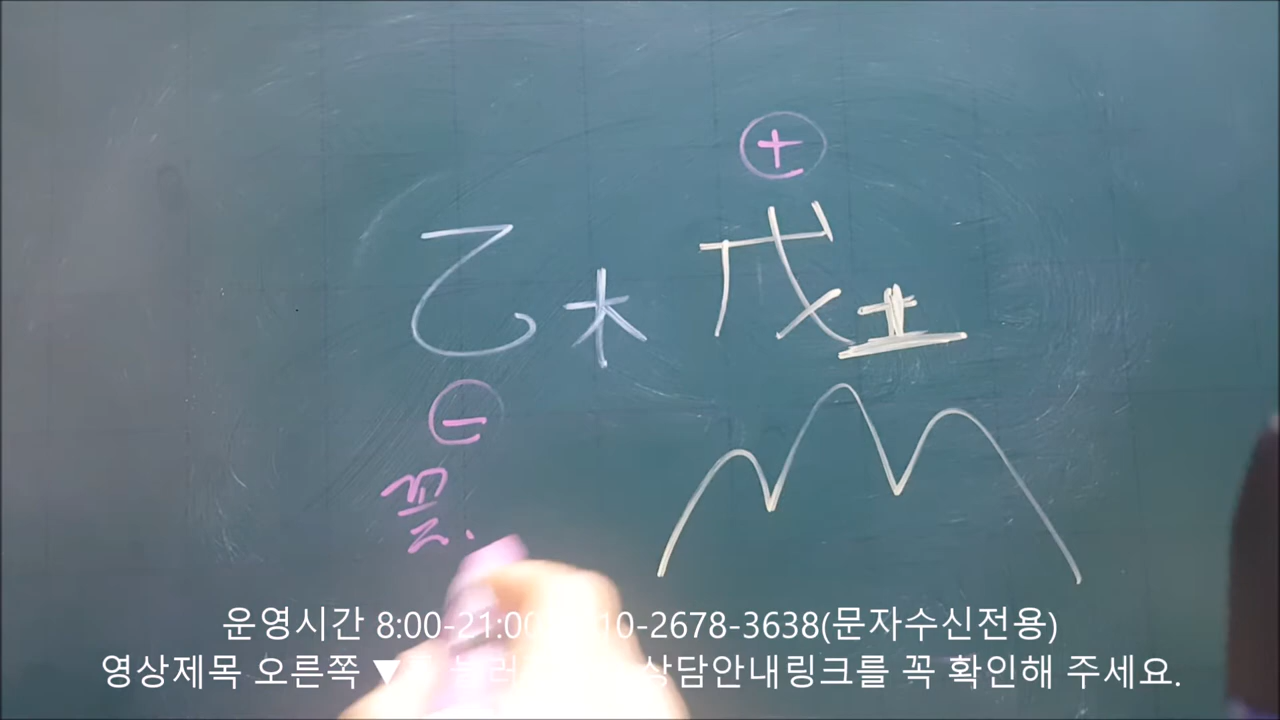 +
乙木 戊土
-
풀.
운영시간 8:00-21:00 10-2678-3638(문자수신전용)
영상제목 오른쪽 ▼ 상담안내링크를 꼭 확인해 주세요.